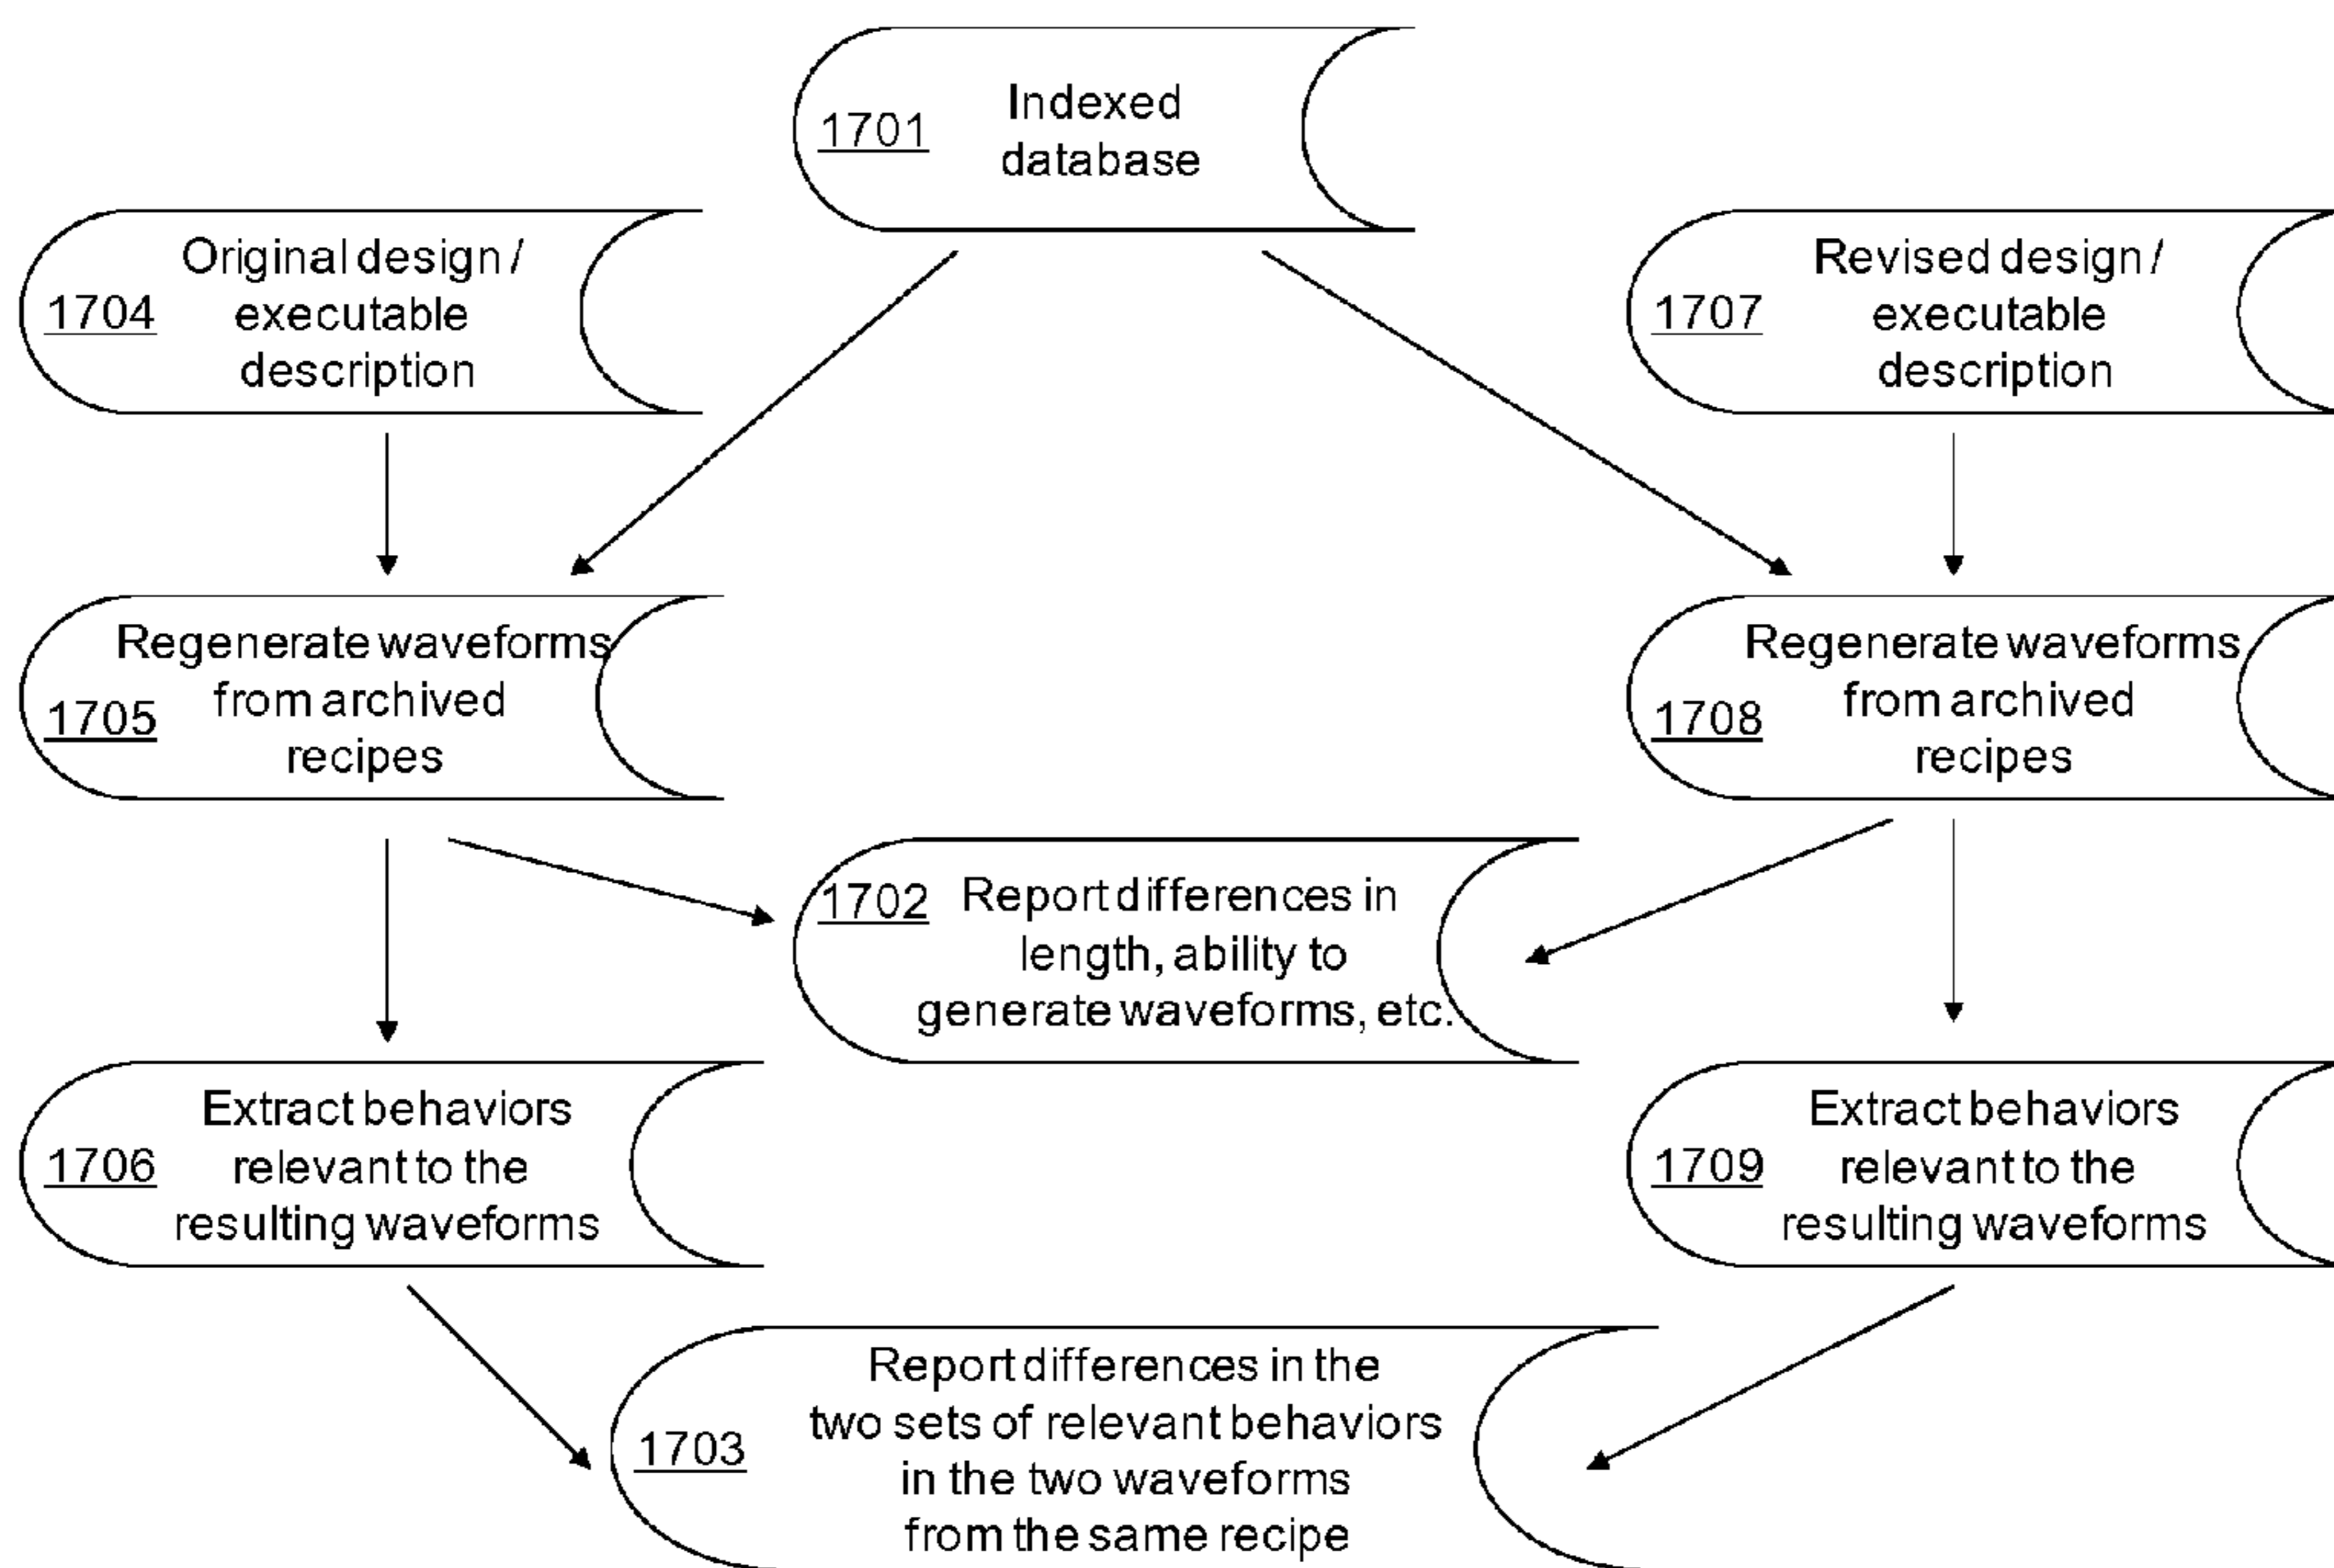 Indexed
1701
database
Original design /
1704
executable
description
Revised design /
1707
executable
description
Regenerate waveforms
from archived
1705
recipes
Regenerate waveforms
from archived
1708
recipes
1702 Report differences in
length, ability to
generate waveforms, etc.
Extract behaviors
1706 relevant to the
resulting waveforms
Extract behaviors
1709 relevant to the
resulting waveforms
Report differences in the
two sets of relevant behaviors
1703
in the two waveforms
from the same recipe